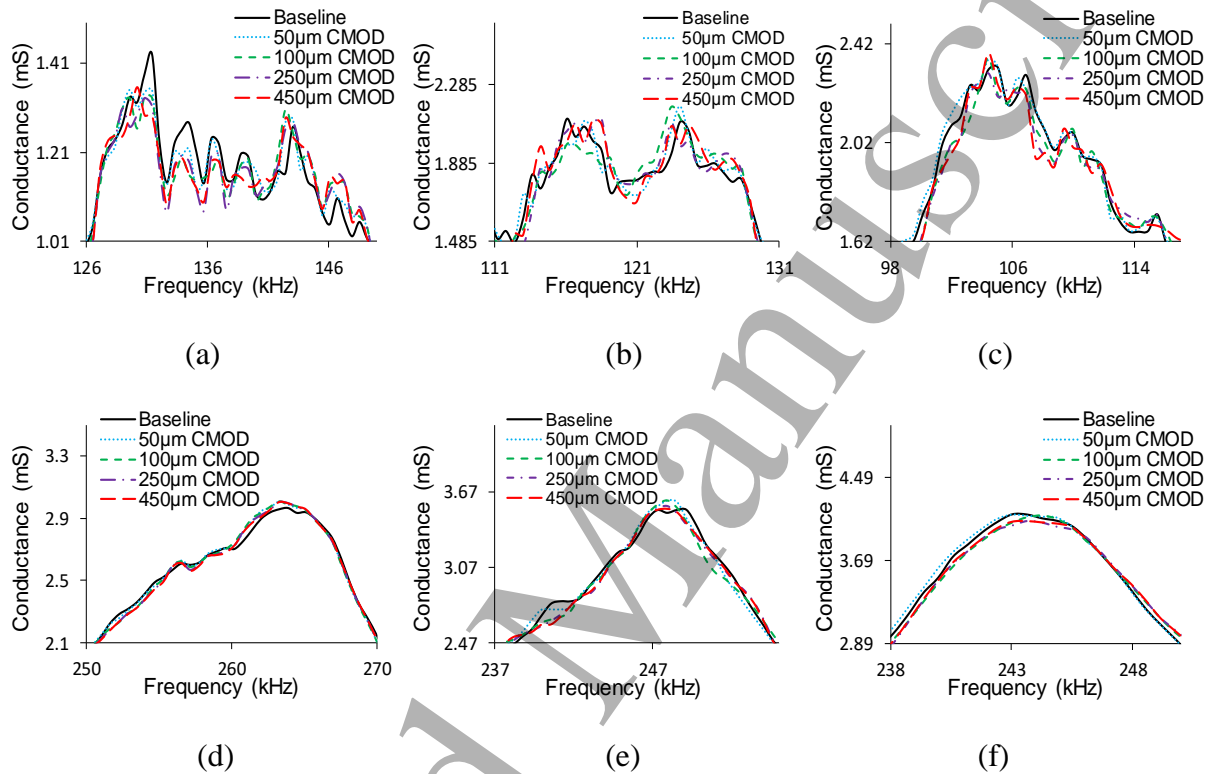 Baseline
50μm CMOD
100μm CMOD
250μm CMOD
450μm CMOD
Conductance (mS)
1.41
1.21
1.01
126 136 146
Frequency (kHz)
(a)
Baseline
50μm CMOD
100μm CMOD
250μm CMOD
450μm CMOD
Conductance (mS)
2.285
1.885
1.485
111 121 131
Frequency (kHz)
(b)
Baseline
50μm CMOD
100μm CMOD
250μm CMOD
450μm CMOD
Conductance (mS)
2.42
2.02
1.62
98 106 114
Frequency (kHz)
(c)
Baseline
50μm CMOD
100μm CMOD
250μm CMOD
450μm CMOD
Conductance (mS)
3.3
2.9
2.5
2.1
250 260 270
Frequency (kHz)
(d)
Baseline
50μm CMOD
100μm CMOD
250μm CMOD
450μm CMOD
Conductance (mS)
3.67
3.07
2.47
237 247
Frequency (kHz)
(e)
Baseline
50μm CMOD
100μm CMOD
250μm CMOD
450μm CMOD
Conductance (mS)
4.49
3.69
2.89
238 243 248
Frequency (kHz)
(f)